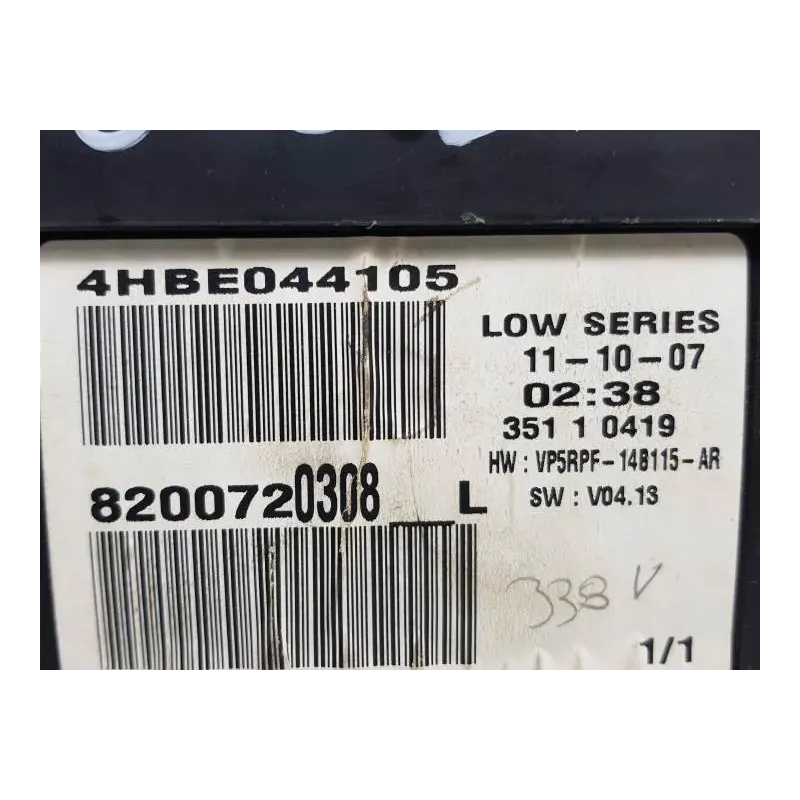 4HBE044105
LOW SERIES
11-10-07
02:38
351 1 0419
HW : VP5RPF-14B115-AR
SW : V04.13
8200720308__L
338 V
1/1